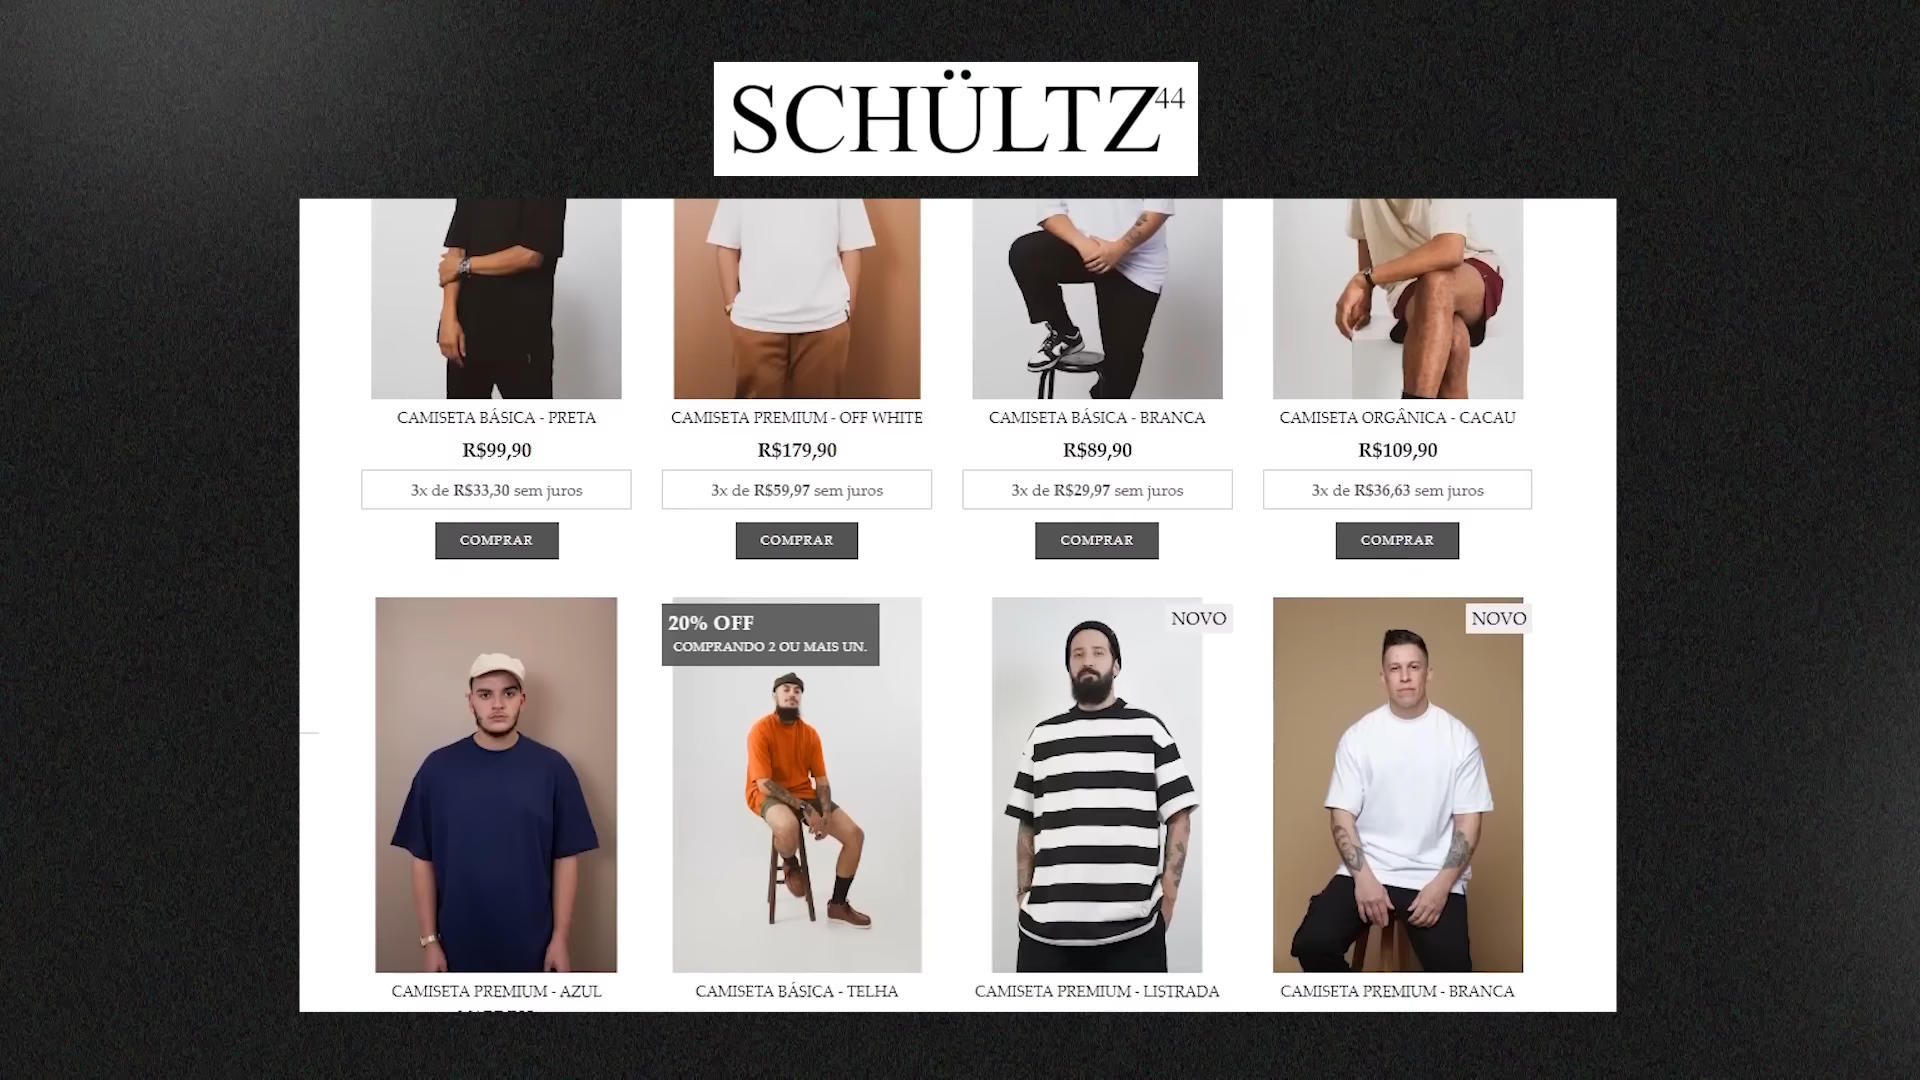 SCHÜLTZ44
CAMISETA BÁSICA - PRETA
R$99,90
3x de R$33,30 sem juros
COMPRAR
CAMISETA PREMIUM - OFF WHITE
R$179,90
3x de R$59,97 sem juros
COMPRAR
CAMISETA BÁSICA - BRANCA
R$89,90
3x de R$29,97 sem juros
COMPRAR
CAMISETA ORGÂNICA - CACAU
R$109,90
3x de R$36,63 sem juros
COMPRAR
CAMISETA PREMIUM - AZUL
20% OFF
COMPRANDO 2 OU MAIS UN.
CAMISETA BÁSICA - TELHA
NOVO
CAMISETA PREMIUM - LISTRADA
NOVO
CAMISETA PREMIUM - BRANCA